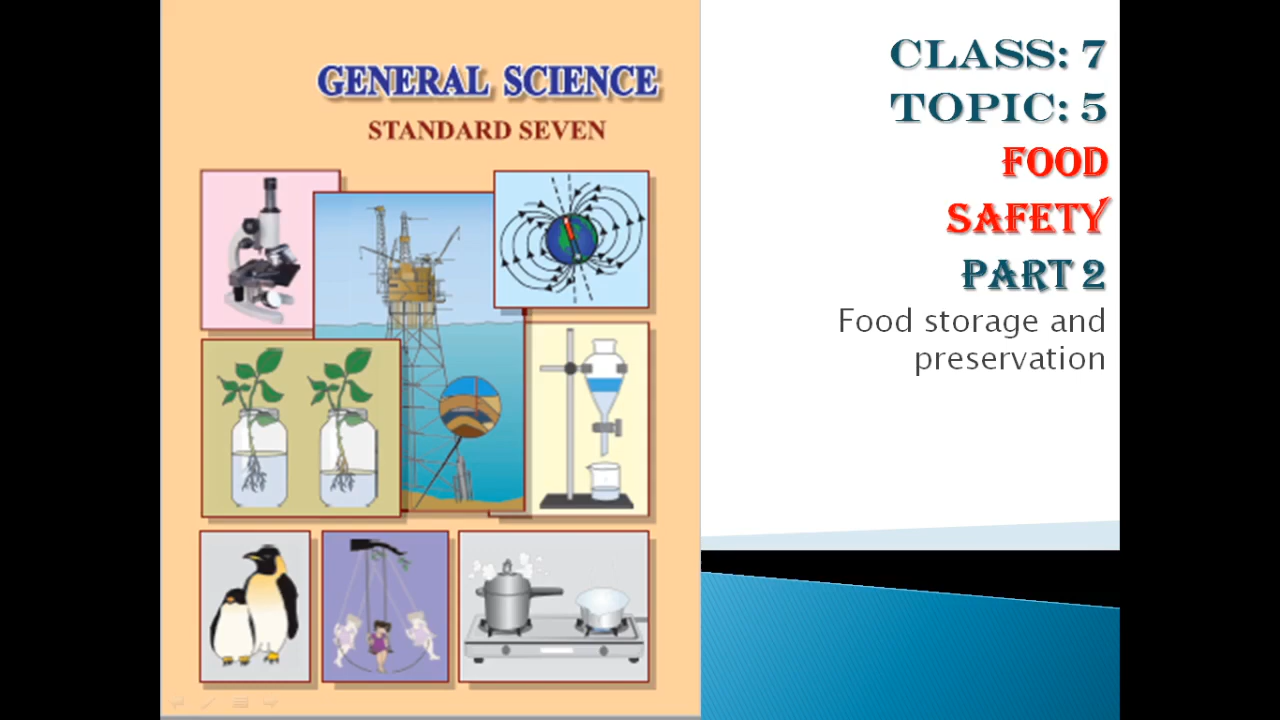 GENERAL SCIENCE
STANDARD SEVEN
CLASS: 7
TOPIC: 5
FOOD
SAFETY
PART 2
Food storage and
preservation